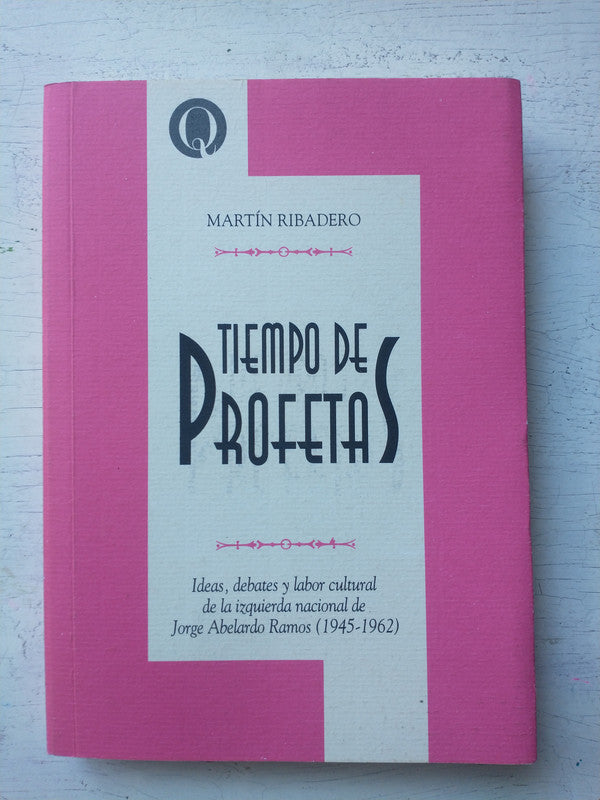 Q
MARTÍN RIBADERO
TIEMPO DE
PROFETAS
Ideas, debates y labor cultural
de la izquierda nacional de
Jorge Abelardo Ramos (1945-1962)